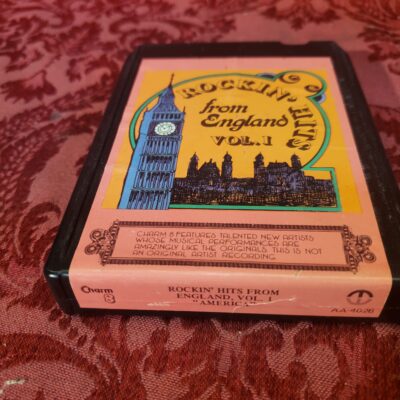 ROCKIN' HITS
from
England
VOL. 1
CHARM 8 FEATURES TALENTED NEW ARTISTS
WHOSE MUSICAL PERFORMANCES ARE
AMAZINGLY LIKE THE ORIGINALS. THIS IS NOT
AN ORIGINAL ARTIST RECORDING.
Charm
8
ROCKIN' HITS FROM
ENGLAND, VOL. 1
"AMERICA"
AA-4026